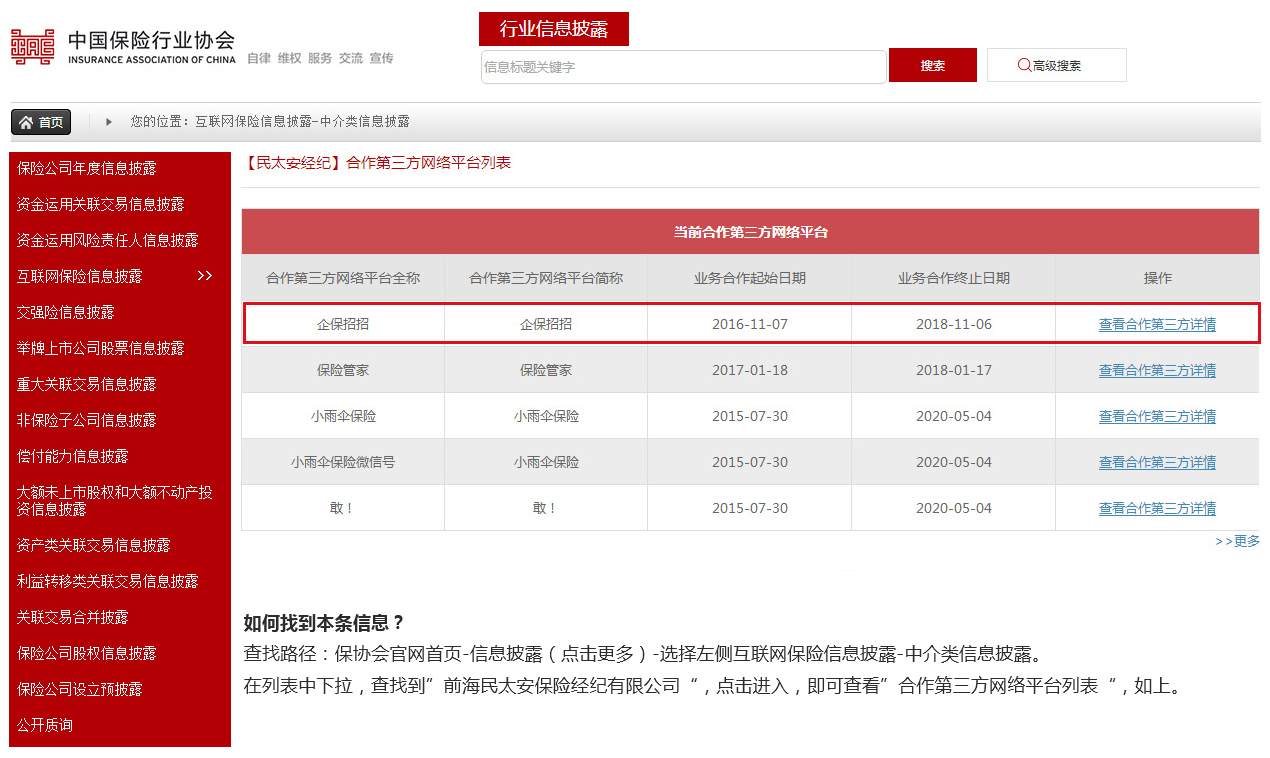 中国保险行业协会
INSURANCE ASSOCIATION OF CHINA
自律 维权 服务 交流 宣传
行业信息披露
信息标题关键字
搜索
高级搜索
首页
您的位置：互联网保险信息披露-中介类信息披露
保险公司年度信息披露
资金运用关联交易信息披露
资金运用风险责任人信息披露
互联网保险信息披露 >>
交强险信息披露
举牌上市公司股票信息披露
重大关联交易信息披露
非保险子公司信息披露
偿付能力信息披露
大额未上市股权和大额不动产投
资信息披露
资产类关联交易信息披露
利益转移类关联交易信息披露
关联交易合并披露
保险公司股权信息披露
保险公司设立预披露
公开质询
【民太安经纪】合作第三方网络平台列表
当前合作第三方网络平台
合作第三方网络平台全称 合作第三方网络平台简称 业务合作起始日期 业务合作终止日期 操作
企保招招 企保招招 2016-11-07 2018-11-06 查看合作第三方详情
保险管家 保险管家 2017-01-18 2018-01-17 查看合作第三方详情
小雨伞保险 小雨伞保险 2015-07-30 2020-05-04 查看合作第三方详情
小雨伞保险微信号 小雨伞保险 2015-07-30 2020-05-04 查看合作第三方详情
敢！ 敢！ 2015-07-30 2020-05-04 查看合作第三方详情
>>更多
如何找到本条信息？
查找路径：保协会官网首页-信息披露（点击更多）-选择左侧互联网保险信息披露-中介类信息披露。
在列表中下拉，查找到”前海民太安保险经纪有限公司“，点击进入，即可查看”合作第三方网络平台列表“，如上。